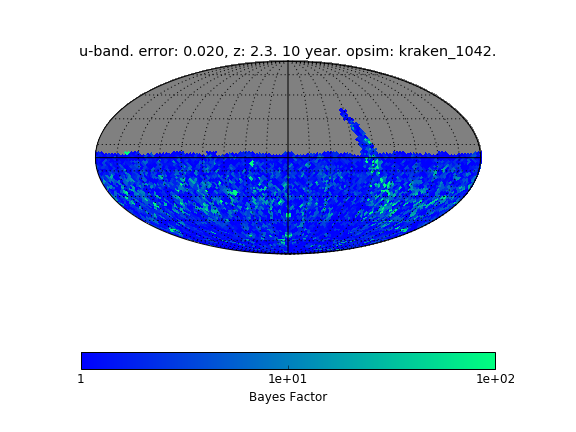 u-band. error: 0.020, z: 2.3. 10 year. opsim: kraken_1042.
1 1e+01 1e+02
Bayes Factor